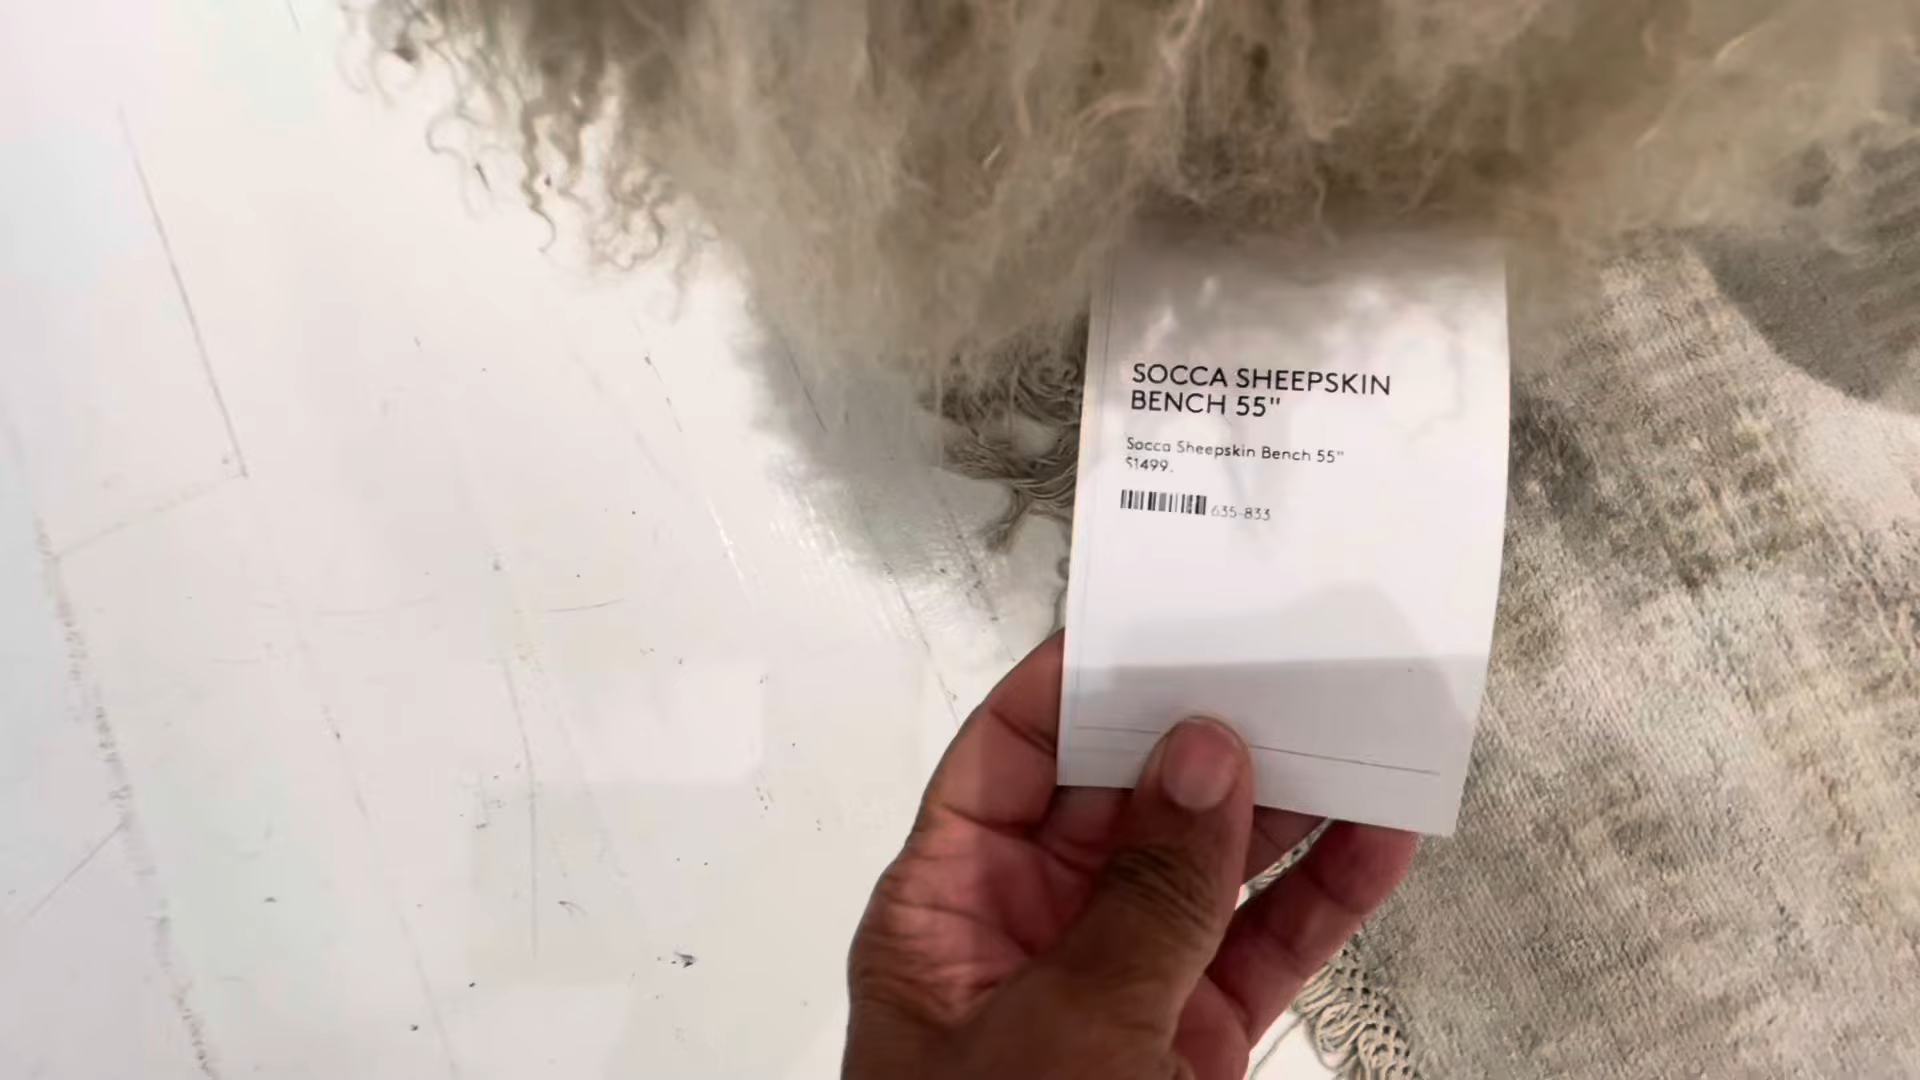 SOCCA SHEEPSKIN
BENCH 55"
Socca Sheepskin Bench 55"
$1499.
635-833